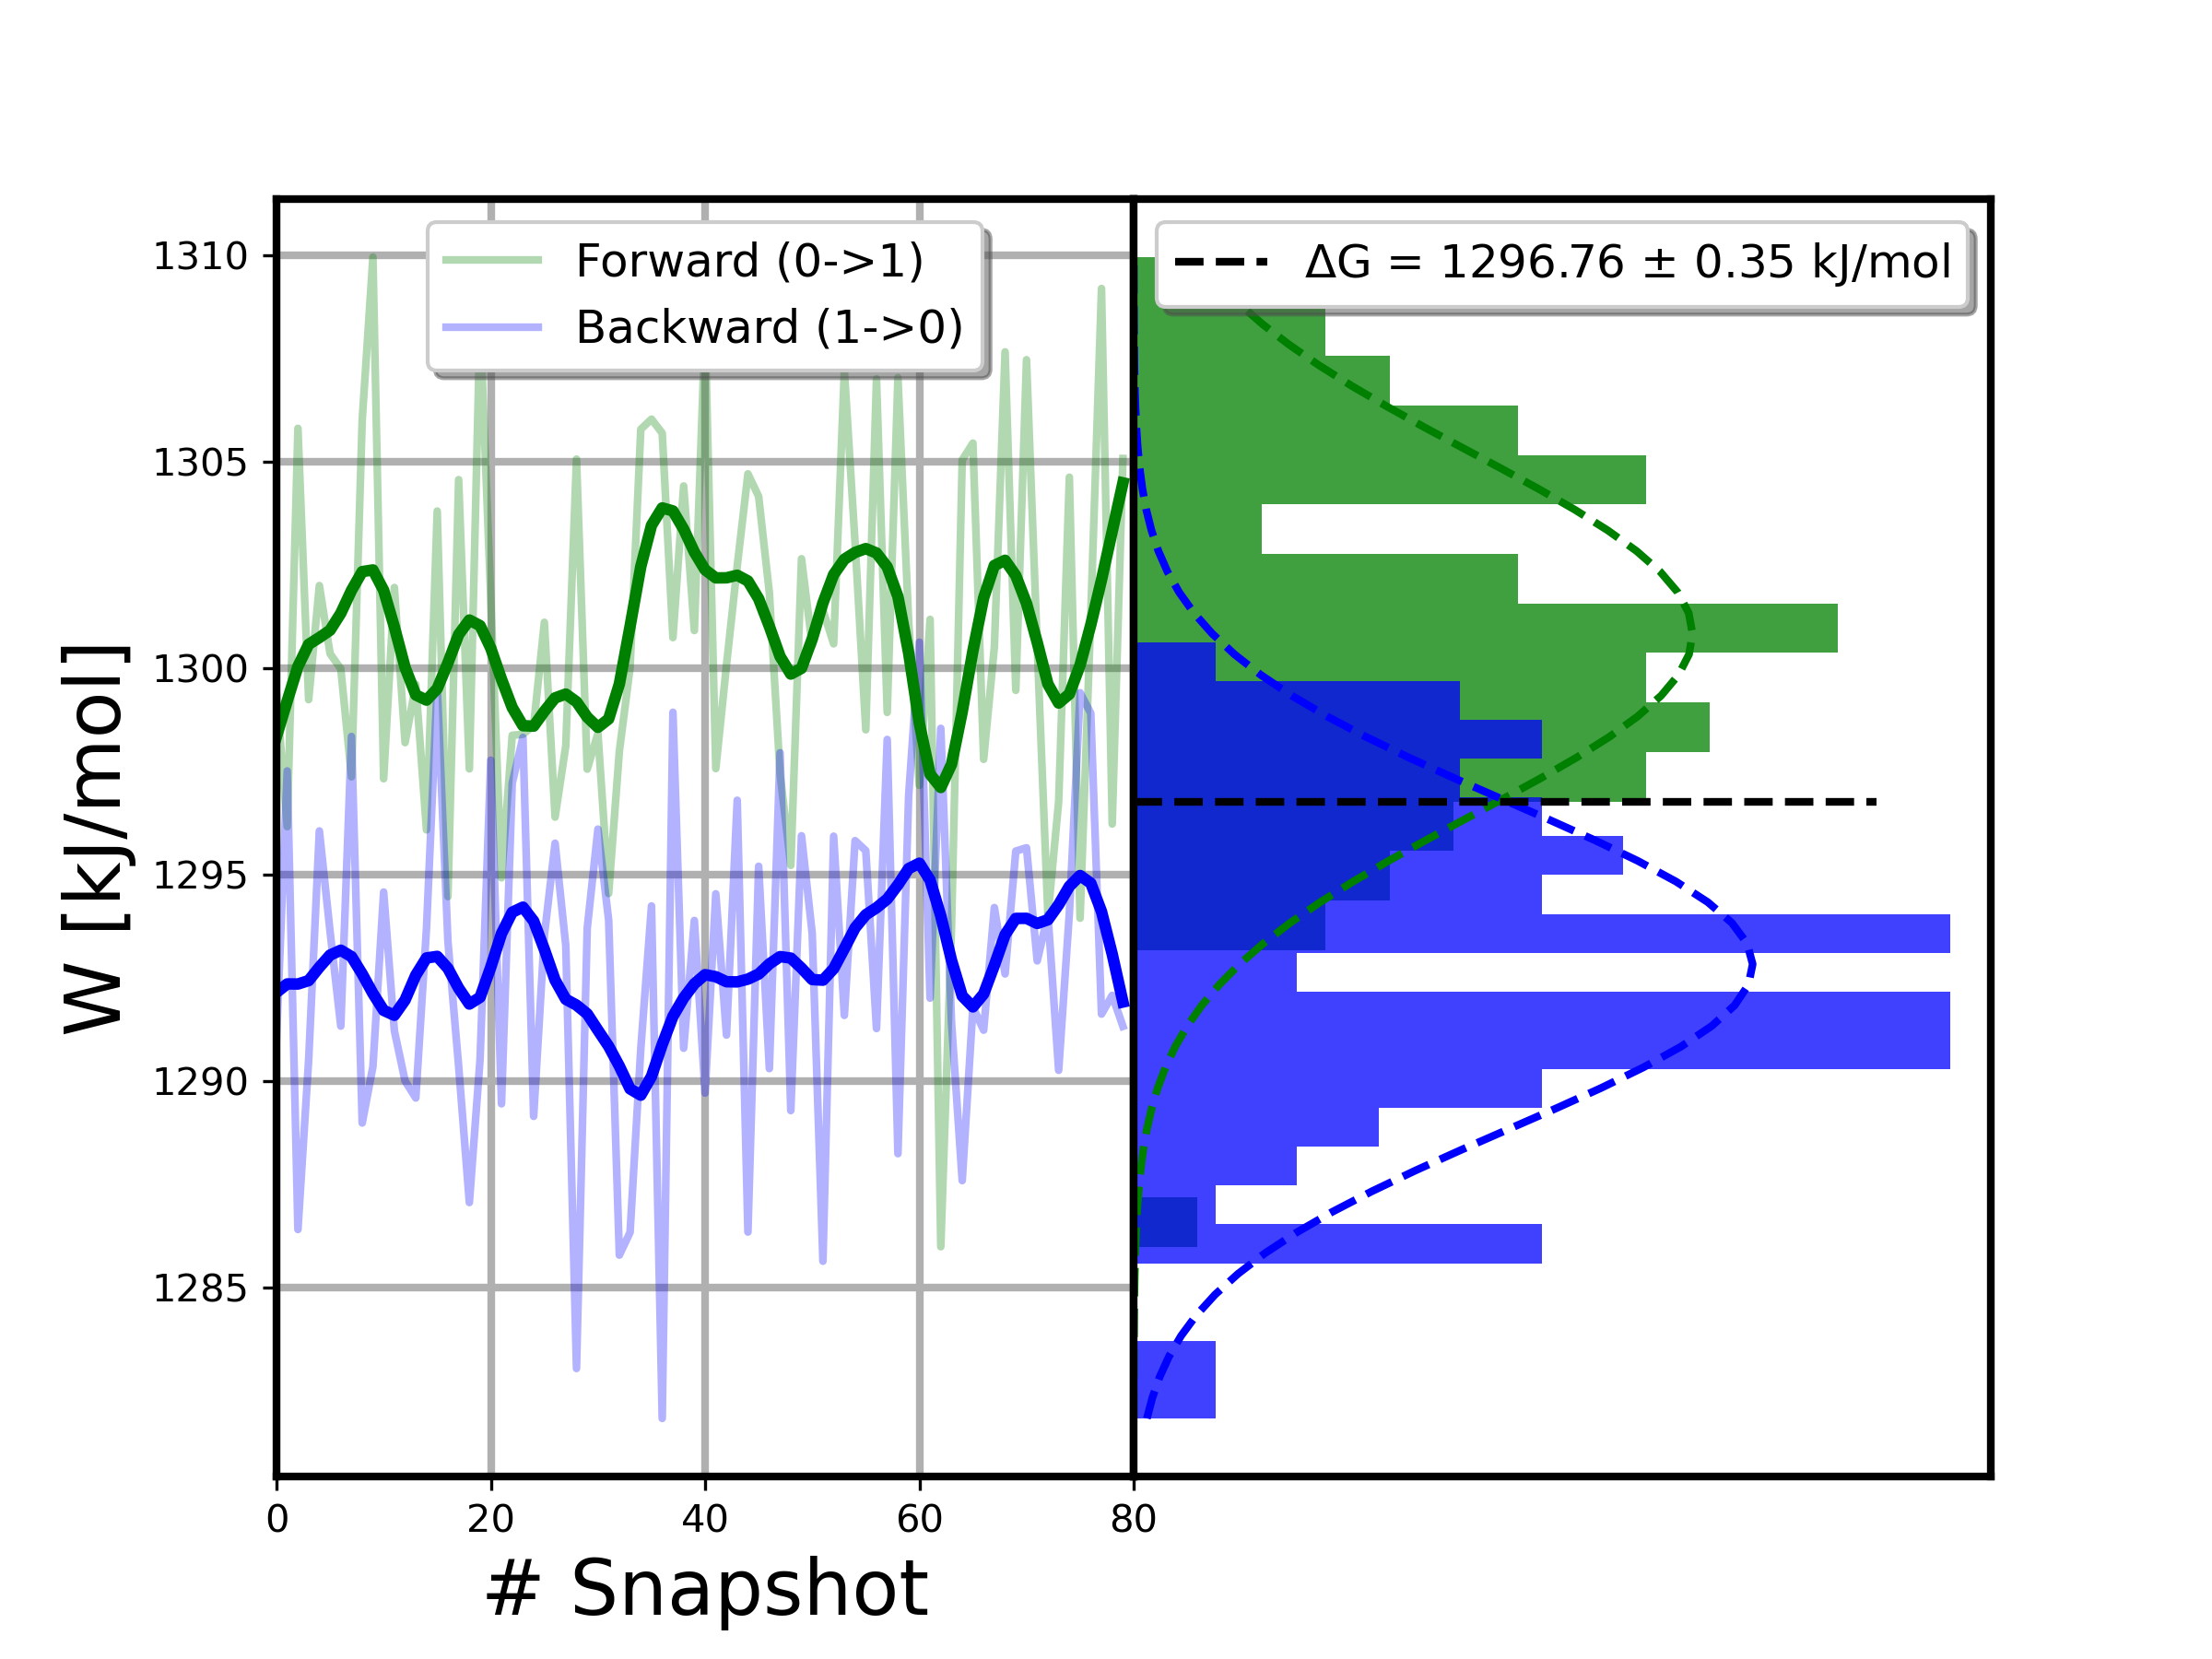 Forward (0->1)
Backward (1->0)
ΔG = 1296.76 ± 0.35 kJ/mol
W [kJ/mol]
1310
1305
1300
1295
1290
1285
0 20 40 60 80
# Snapshot